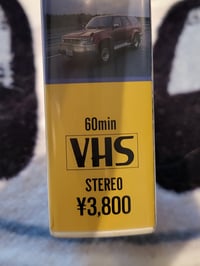 60min
VHS
STEREO
¥3,800